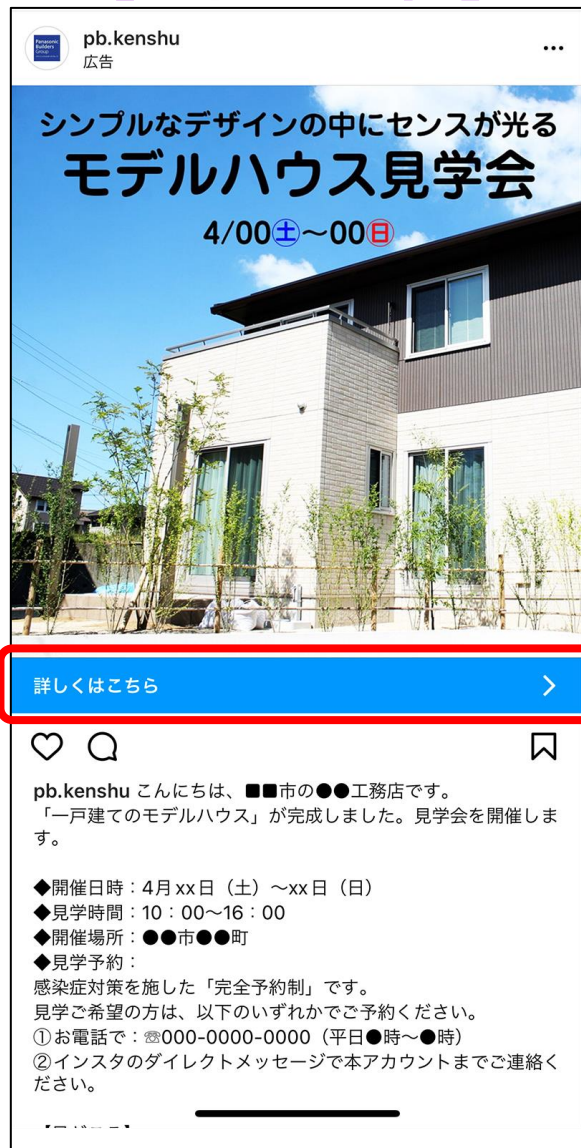 pb.kenshu
広告
シンプルなデザインの中にセンスが光る
モデルハウス見学会
4/00㊏〜00㊐
詳しくはこちら
pb.kenshu こんにちは、■■市の●●工務店です。
「一戸建てのモデルハウス」が完成しました。見学会を開催しま
す。
◆開催日時：4月xx日（土）〜xx日（日）
◆見学時間：10：00〜16：00
◆開催場所：●●市●●町
◆見学予約：
感染症対策を施した「完全予約制」です。
見学ご希望の方は、以下のいずれかでご予約ください。
①お電話で：☏000-0000-0000（平日●時〜●時）
②インスタのダイレクトメッセージで本アカウントまでご連絡く
ださい。